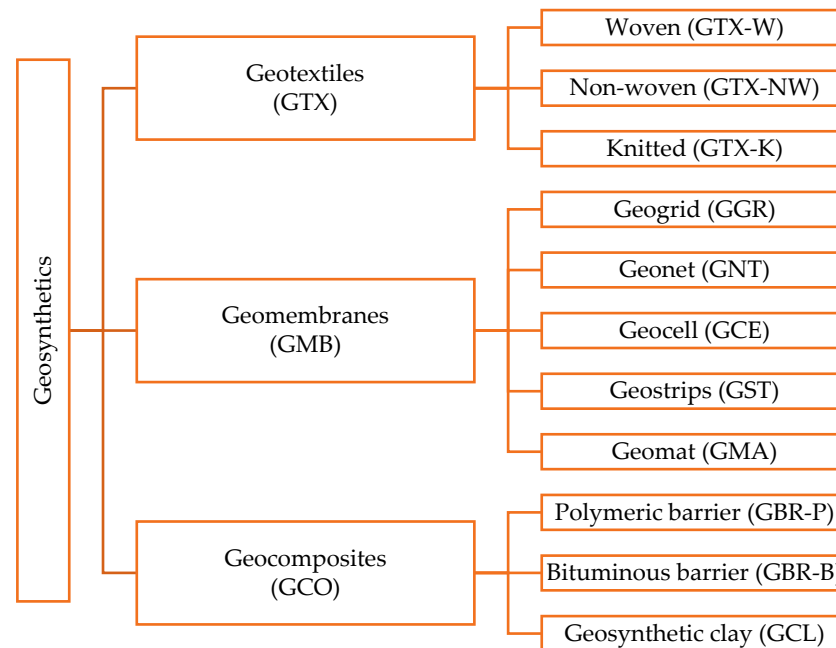 Geosynthetics
Geotextiles
(GTX)
Woven (GTX-W)
Non-woven (GTX-NW)
Knitted (GTX-K)
Geomembranes
(GMB)
Geogrid (GGR)
Geonet (GNT)
Geocell (GCE)
Geostrips (GST)
Geomat (GMA)
Geocomposites
(GCO)
Polymeric barrier (GBR-P)
Bituminous barrier (GBR-B)
Geosynthetic clay (GCL)